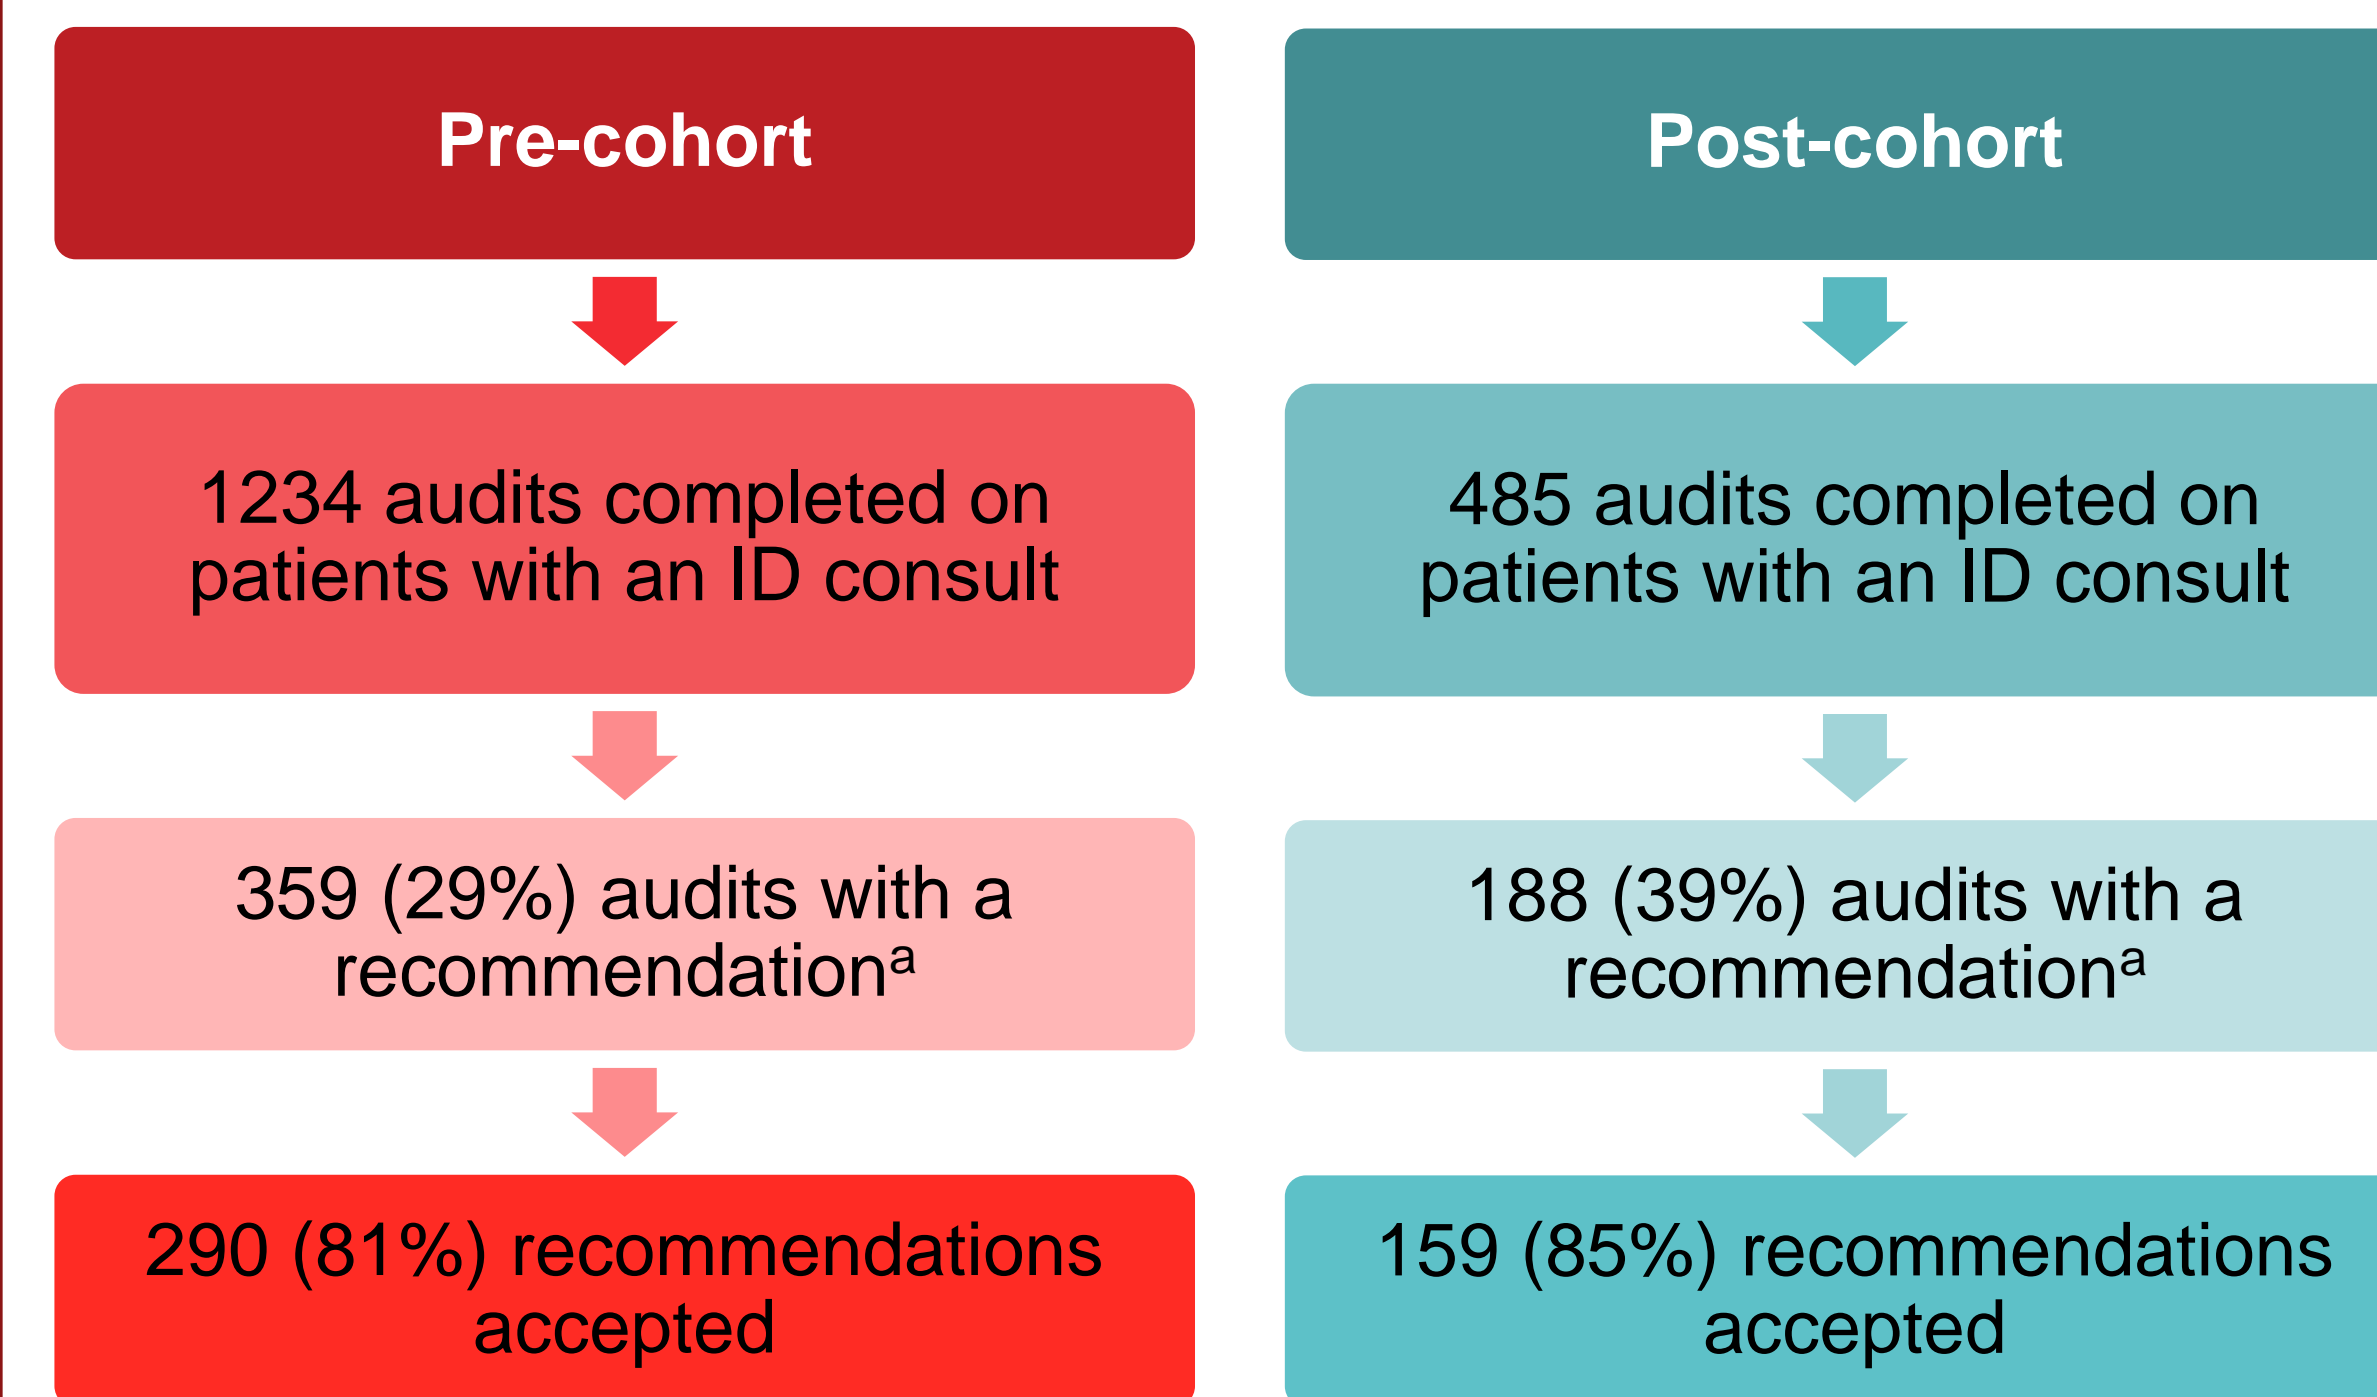 Pre-cohort
1234 audits completed on
patients with an ID consult
359 (29%) audits with a
recommendationᵃ
290 (81%) recommendations
accepted
Post-cohort
485 audits completed on
patients with an ID consult
188 (39%) audits with a
recommendationᵃ
159 (85%) recommendations
accepted